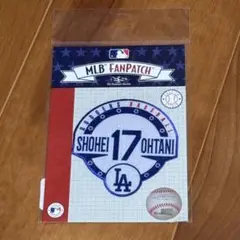 MLB FANPATCH
DODGERS BASEBALL
SHOHEI 17 OHTANI
LA